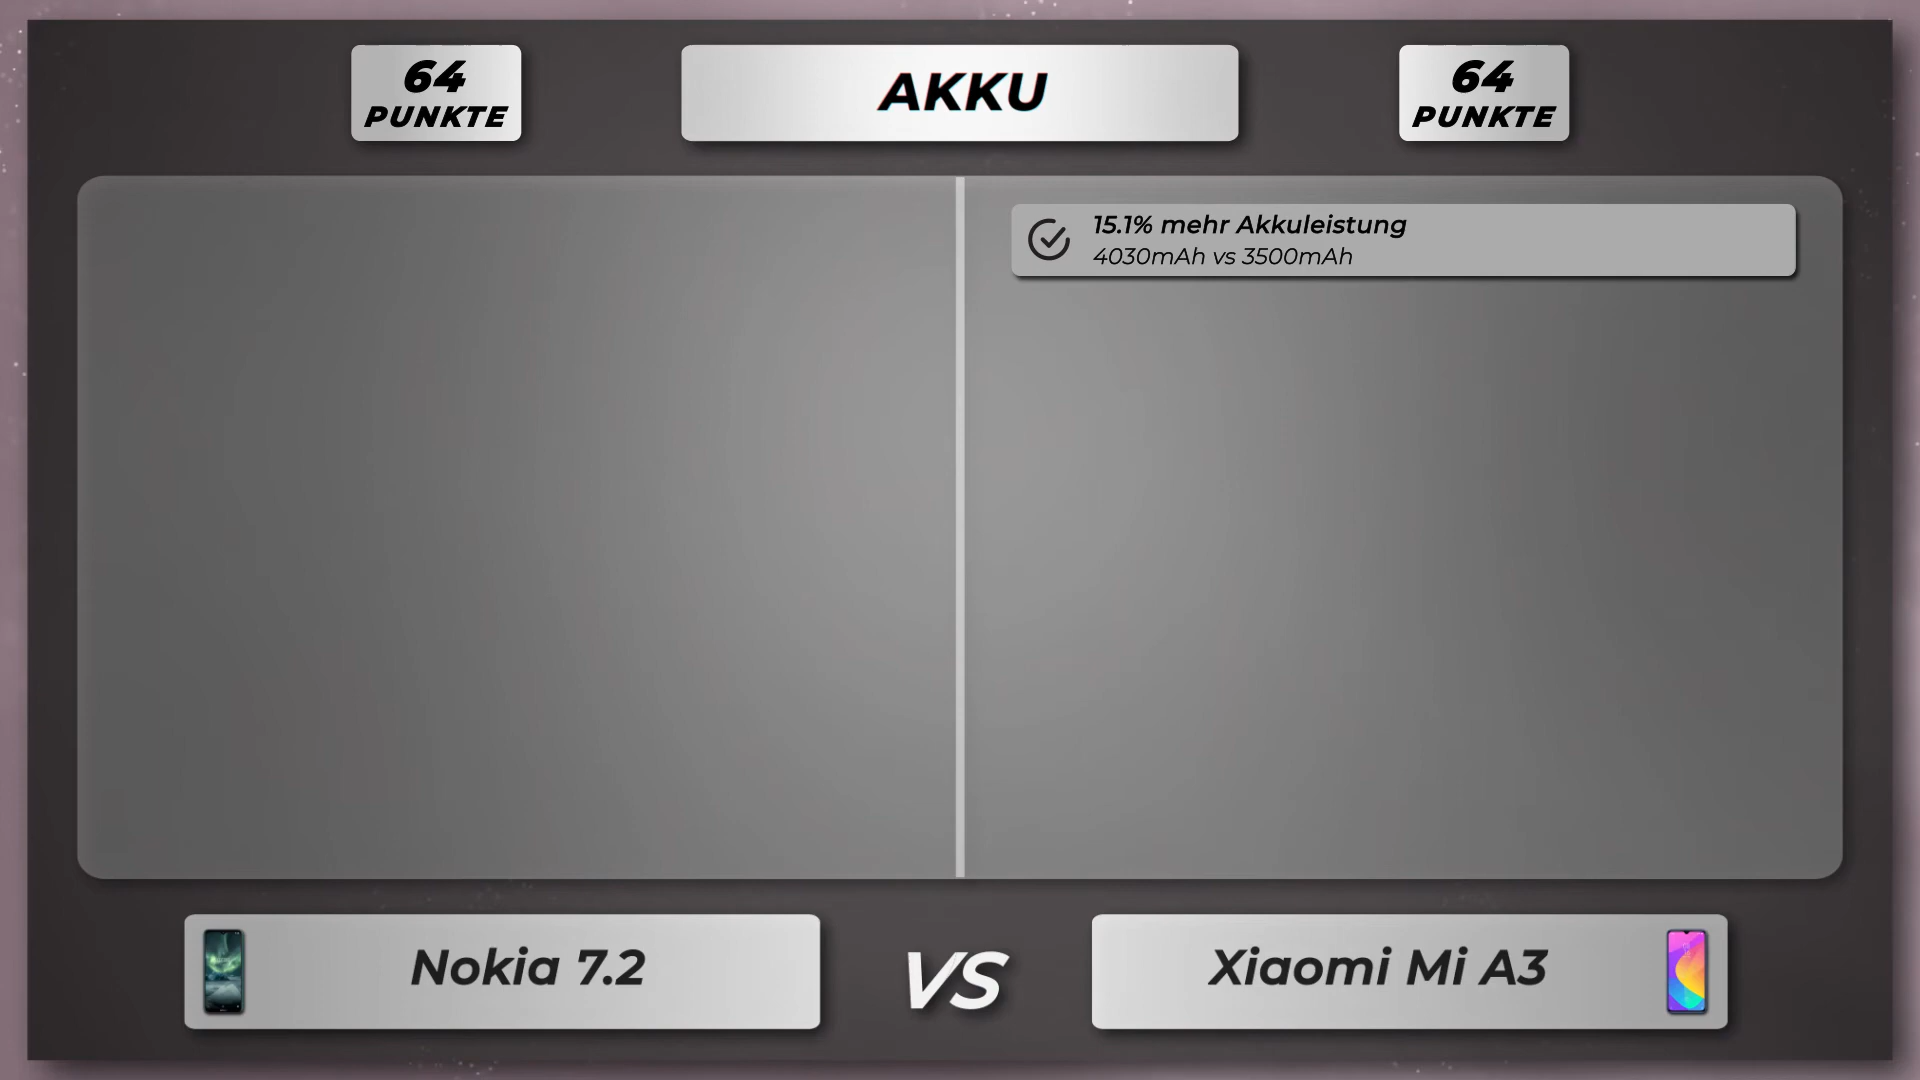 64
PUNKTE
AKKU
64
PUNKTE
15.1% mehr Akkuleistung
4030mAh vs 3500mAh
Nokia 7.2
VS
Xiaomi Mi A3